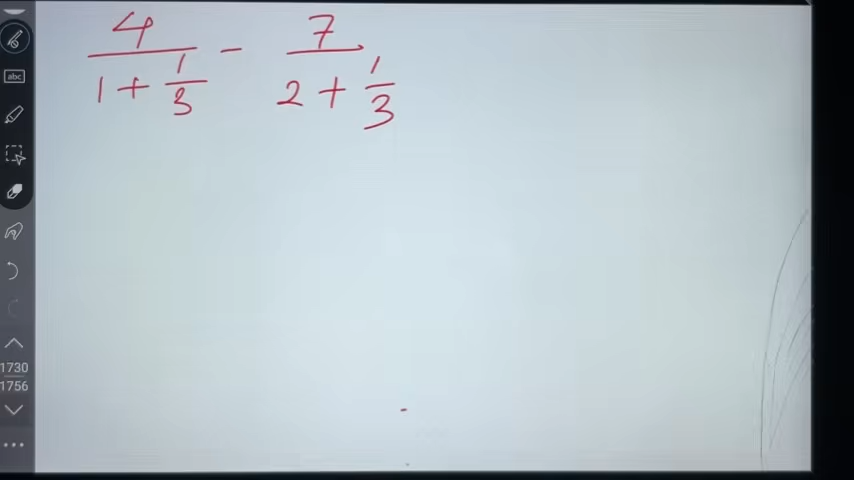 4/(1 + 1/3) - 7/(2 + 1/3)
abc
1730
1756